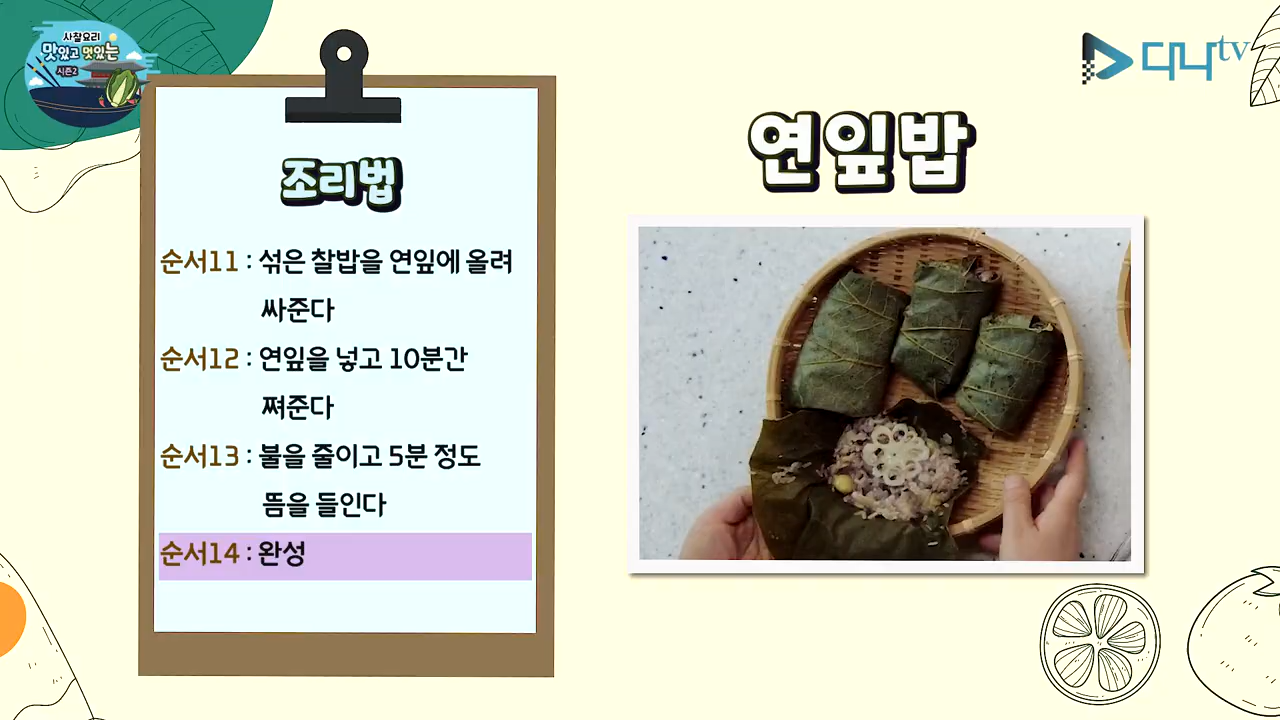 사찰요리
맛있고 멋있는
시즌2
다나tv
연잎밥
조리법
순서11 : 섞은 찰밥을 연잎에 올려
싸준다
순서12 : 연잎을 넣고 10분간
쪄준다
순서13 : 불을 줄이고 5분 정도
뜸을 들인다
순서14 : 완성